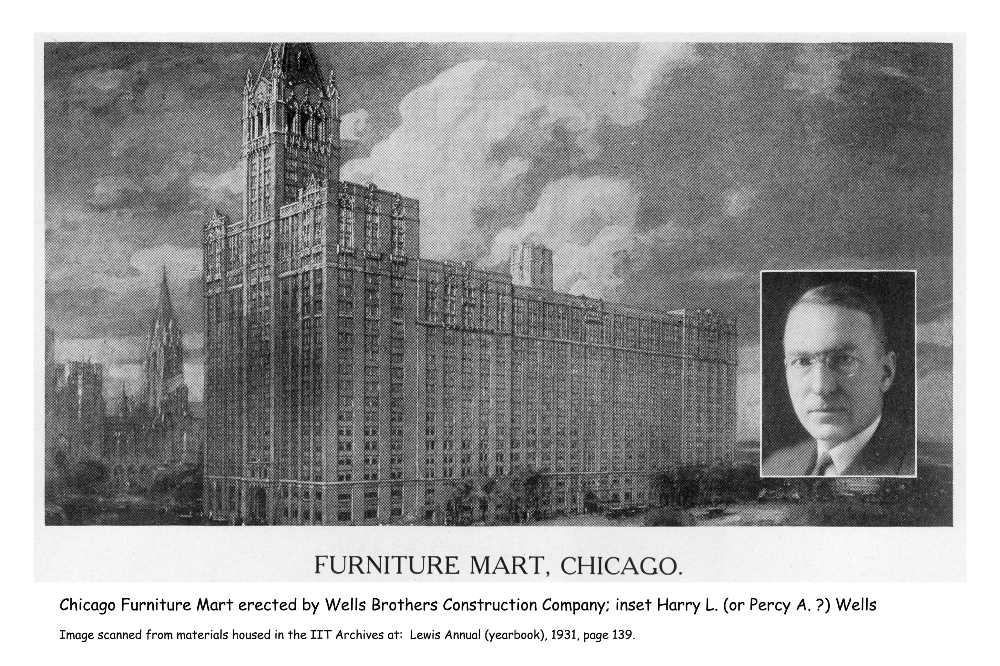 FURNITURE MART, CHICAGO.
Chicago Furniture Mart erected by Wells Brothers Construction Company; inset Harry L. (or Percy A. ?) Wells
Image scanned from materials housed in the IIT Archives at:  Lewis Annual (yearbook), 1931, page 139.